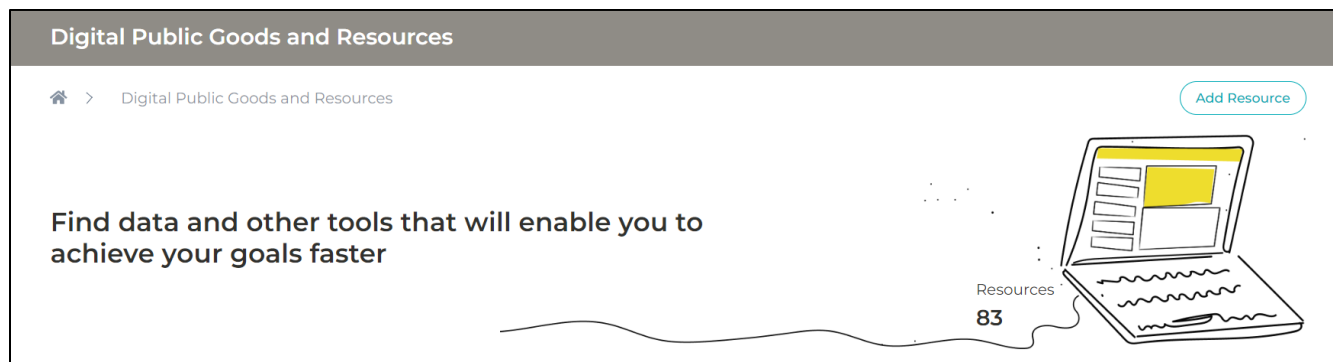 Digital Public Goods and Resources
Digital Public Goods and Resources
Add Resource
Find data and other tools that will enable you to
achieve your goals faster
Resources
83